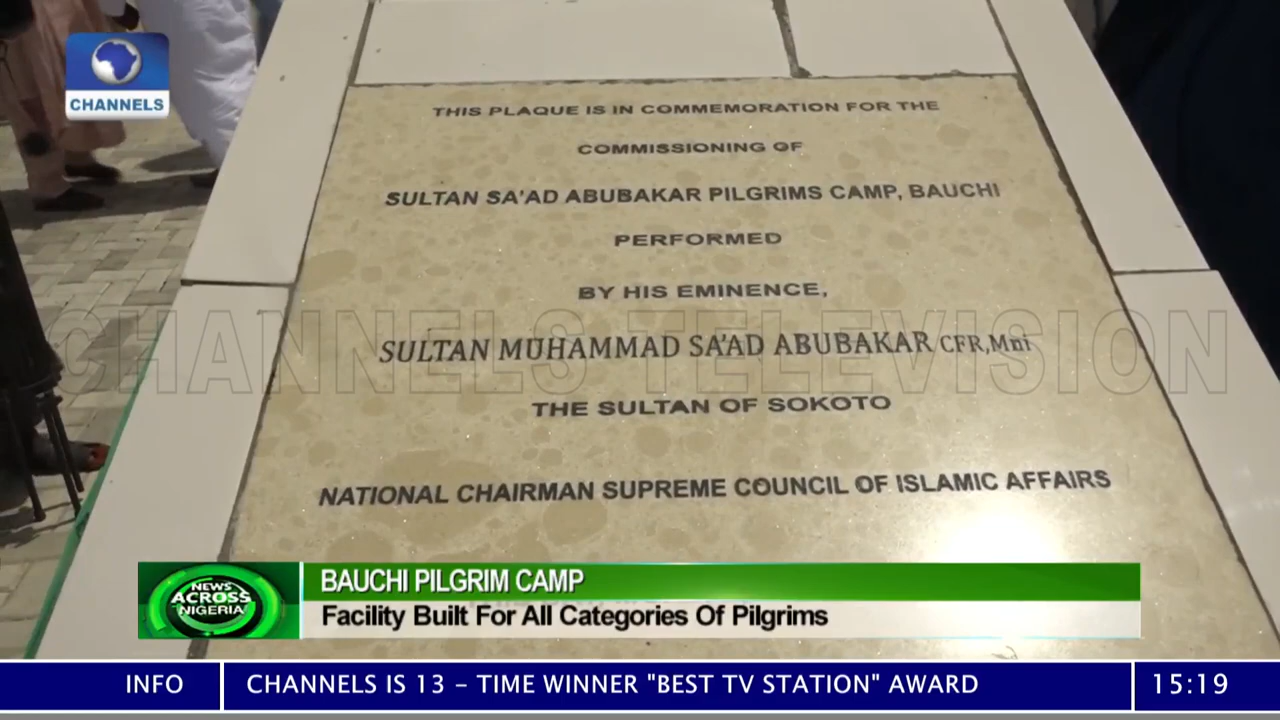 CHANNELS
THIS PLAQUE IS IN COMMEMORATION FOR THE
COMMISSIONING OF
SULTAN SA'AD ABUBAKAR PILGRIMS CAMP, BAUCHI
PERFORMED
BY HIS EMINENCE,
SULTAN MUHAMMAD SA'AD ABUBAKAR CFR,Mni
CHANNELS TELEVISION
THE SULTAN OF SOKOTO
NATIONAL CHAIRMAN SUPREME COUNCIL OF ISLAMIC AFFAIRS
NEWS
ACROSS
NIGERIA
BAUCHI PILGRIM CAMP
Facility Built For All Categories Of Pilgrims
INFO
CHANNELS IS 13 – TIME WINNER "BEST TV STATION" AWARD
15:19